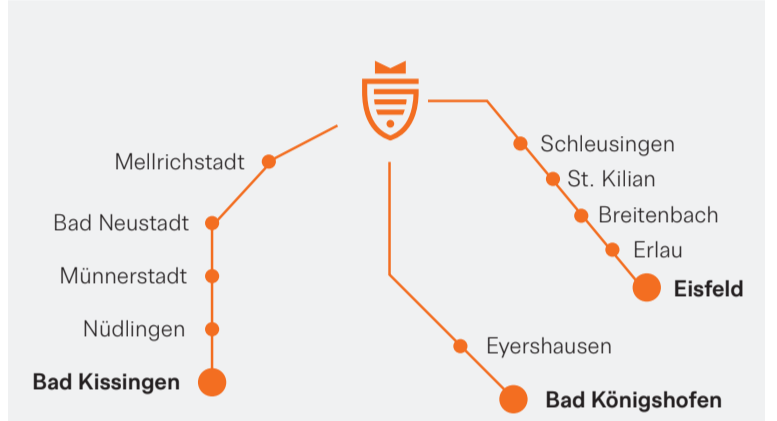 Mellrichstadt
Bad Neustadt
Münnerstadt
Nüdlingen
Bad Kissingen
Schleusingen
St. Kilian
Breitenbach
Erlau
Eisfeld
Eyershausen
Bad Königshofen